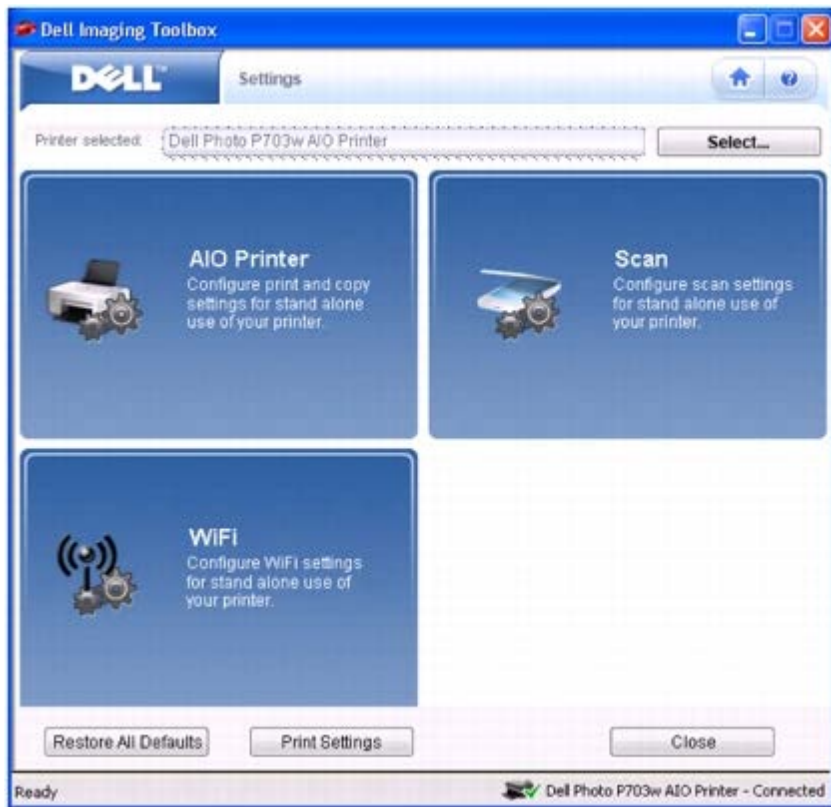 Dell Imaging Toolbox
DELL™
Settings
Printer selected: Dell Photo P703w AIO Printer
Select...
AIO Printer
Configure print and copy
settings for stand alone
use of your printer.
Scan
Configure scan settings
for stand alone use of
your printer.
WiFi
Configure WiFi settings
for stand alone use of
your printer.
Restore All Defaults
Print Settings
Close
Ready
Dell Photo P703w AIO Printer - Connected